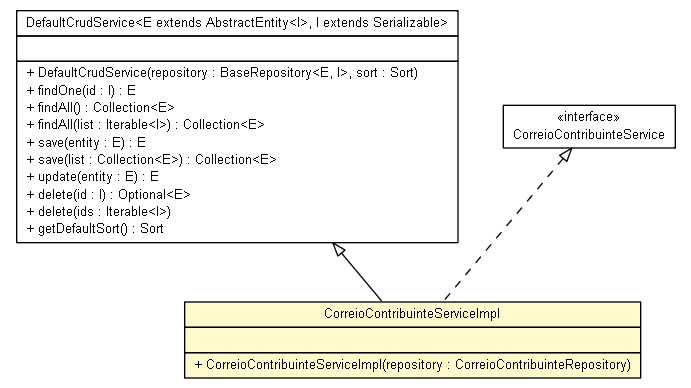 DefaultCrudService<E extends AbstractEntity<I>, I extends Serializable>
+ DefaultCrudService(repository : BaseRepository<E, I>, sort : Sort)
+ findOne(id : I) : E
+ findAll() : Collection<E>
+ findAll(list : Iterable<I>) : Collection<E>
+ save(entity : E) : E
+ save(list : Collection<E>) : Collection<E>
+ update(entity : E) : E
+ delete(id : I) : Optional<E>
+ delete(ids : Iterable<I>)
+ getDefaultSort() : Sort
«interface»
CorreioContribuinteService
CorreioContribuinteServiceImpl
+ CorreioContribuinteServiceImpl(repository : CorreioContribuinteRepository)